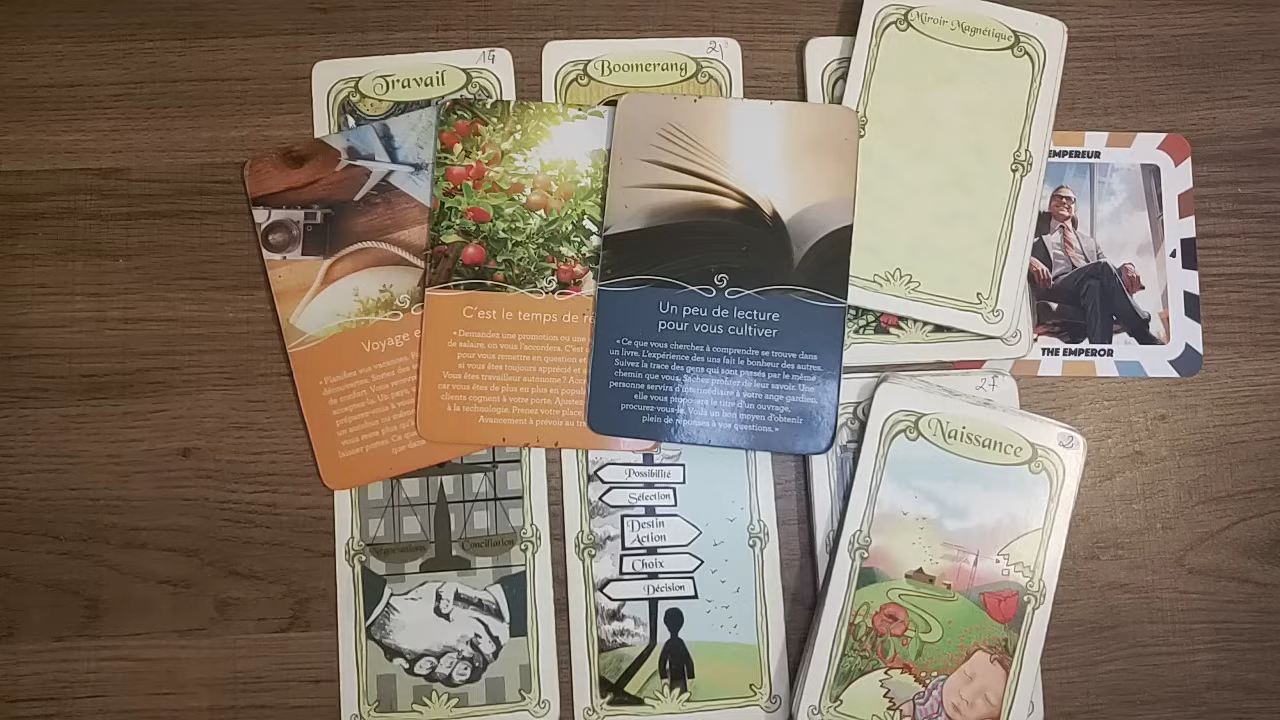 Travail
14
Boomerang
21
Miroir Magnétique
EMPEREUR
THE EMPEROR
Voyage e
« Planifiez vos vacances.
C'est le temps de ré
« Demandez une promotion ou une
de salaire, on vous l'accordera. C'est
pour vous remettre en question et
si vous êtes toujours apprécié et
Vous êtes travailleur autonome ? Acc
car vous êtes de plus en plus en popula
clients cognent à votre porte. Ajustez
à la technologie. Prenez votre place,
Avancement à prévoir au tra
Un peu de lecture
pour vous cultiver
« Ce que vous cherchez à comprendre se trouve dans
un livre. L'expérience des uns fait le bonheur des autres.
Suivez la trace des gens qui sont passés par le même
chemin que vous. Sachez profiter de leur savoir. Une
personne servira d'intermédiaire à votre ange gardien,
elle vous proposera le titre d'un ouvrage,
procurez-vous-le. Voilà un bon moyen d'obtenir
plein de réponses à vos questions. »
Négociations
Conciliation
Possibilité
Sélection
Destin
Action
Choix
Décision
27
Naissance
2